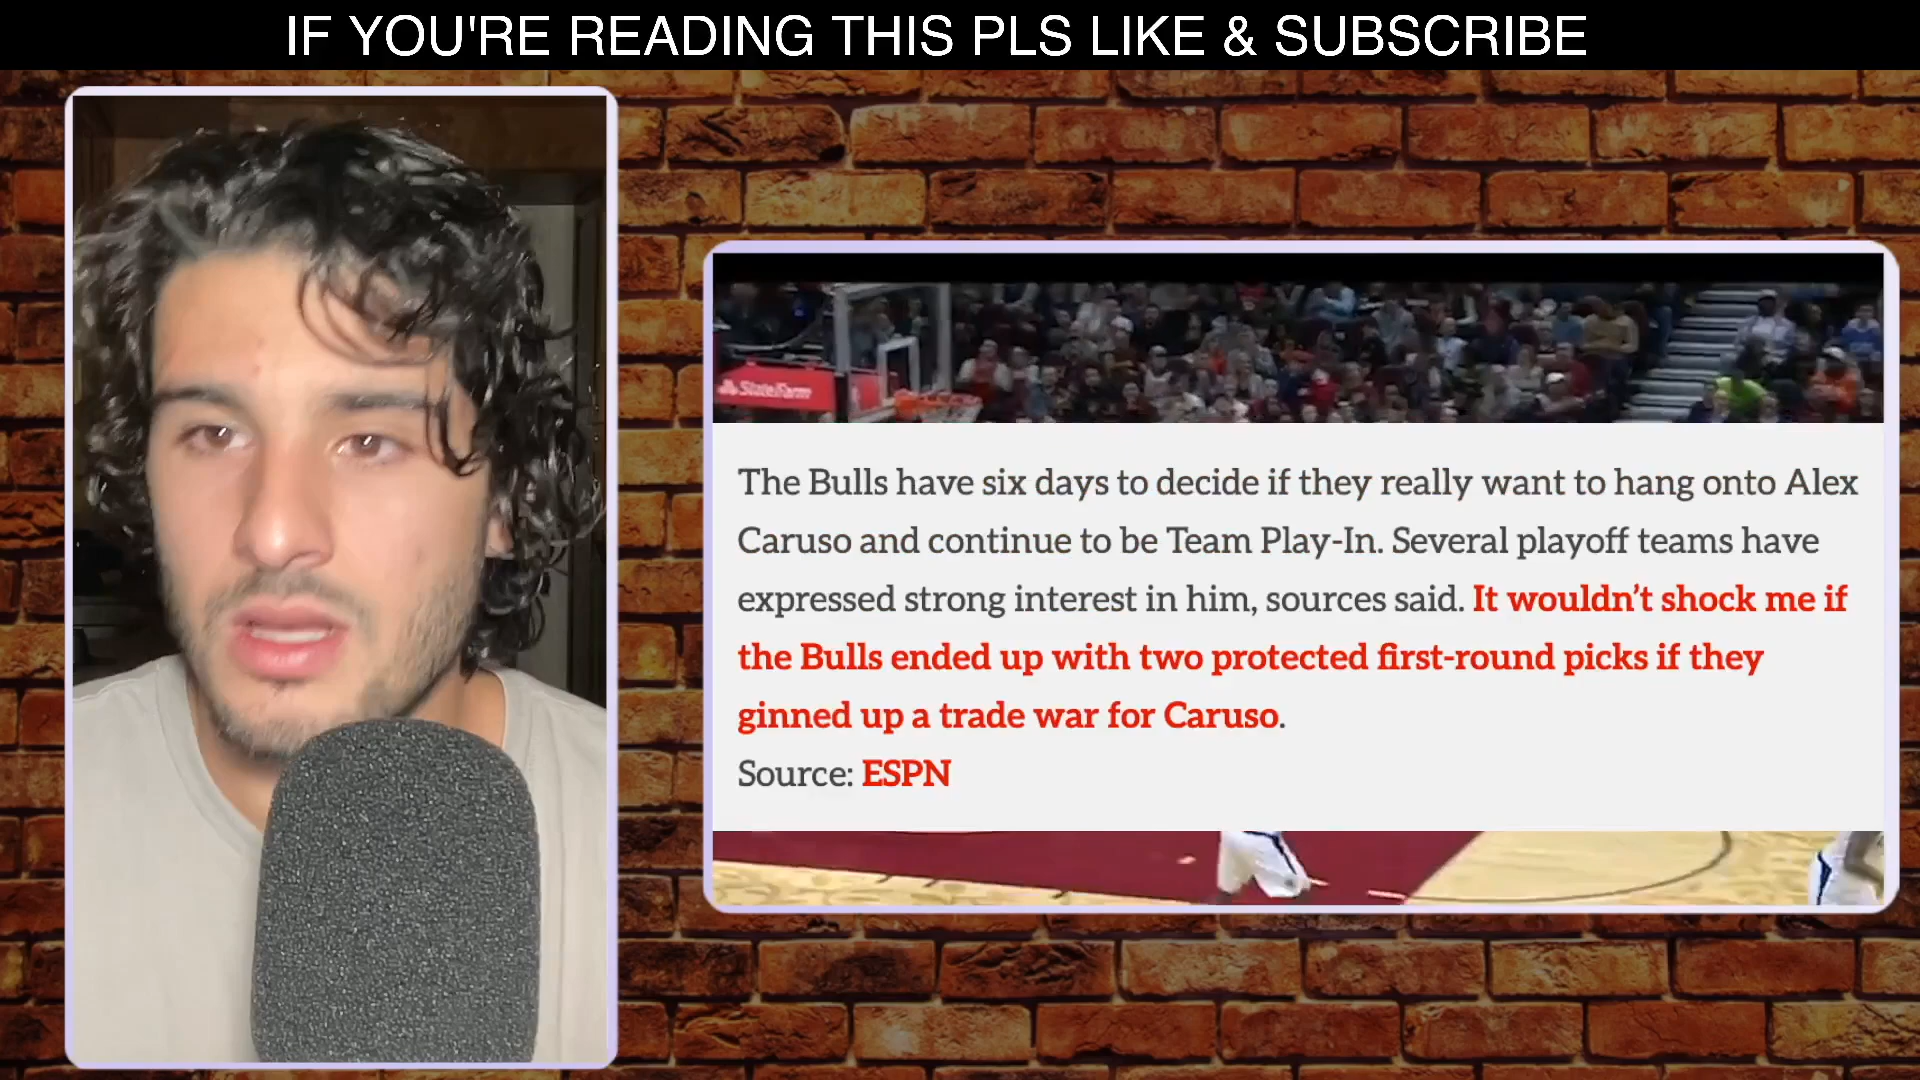 IF YOU'RE READING THIS PLS LIKE & SUBSCRIBE
StateFarm
The Bulls have six days to decide if they really want to hang onto Alex
Caruso and continue to be Team Play-In. Several playoff teams have
expressed strong interest in him, sources said. It wouldn’t shock me if
the Bulls ended up with two protected first-round picks if they
ginned up a trade war for Caruso.
Source: ESPN